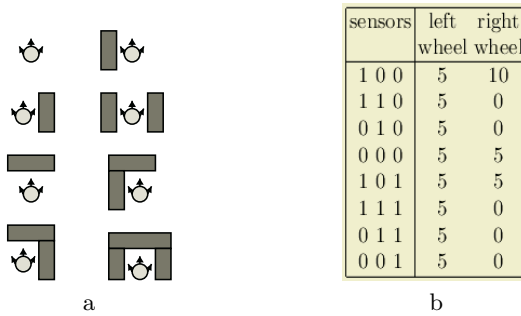 sensors left right
wheel wheel
1 0 0 5 10
1 1 0 5 0
0 1 0 5 0
0 0 0 5 5
1 0 1 5 5
1 1 1 5 0
0 1 1 5 0
0 0 1 5 0
a b